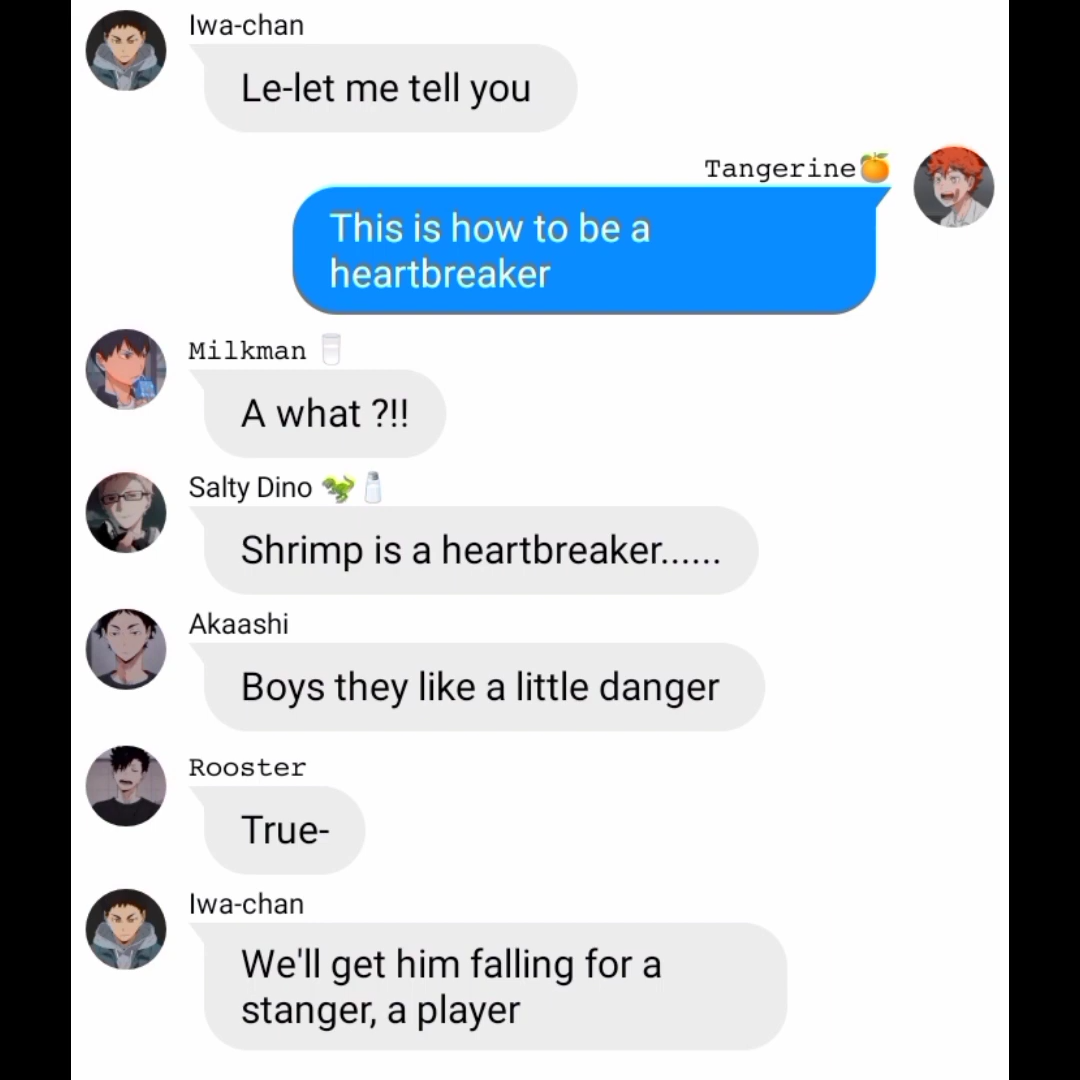 Iwa-chan
Le-let me tell you
Tangerine🍊
This is how to be a
heartbreaker
Milkman 🥛
A what ?!!
Salty Dino 🦖🧂
Shrimp is a heartbreaker......
Akaashi
Boys they like a little danger
Rooster
True-
Iwa-chan
We'll get him falling for a
stanger, a player